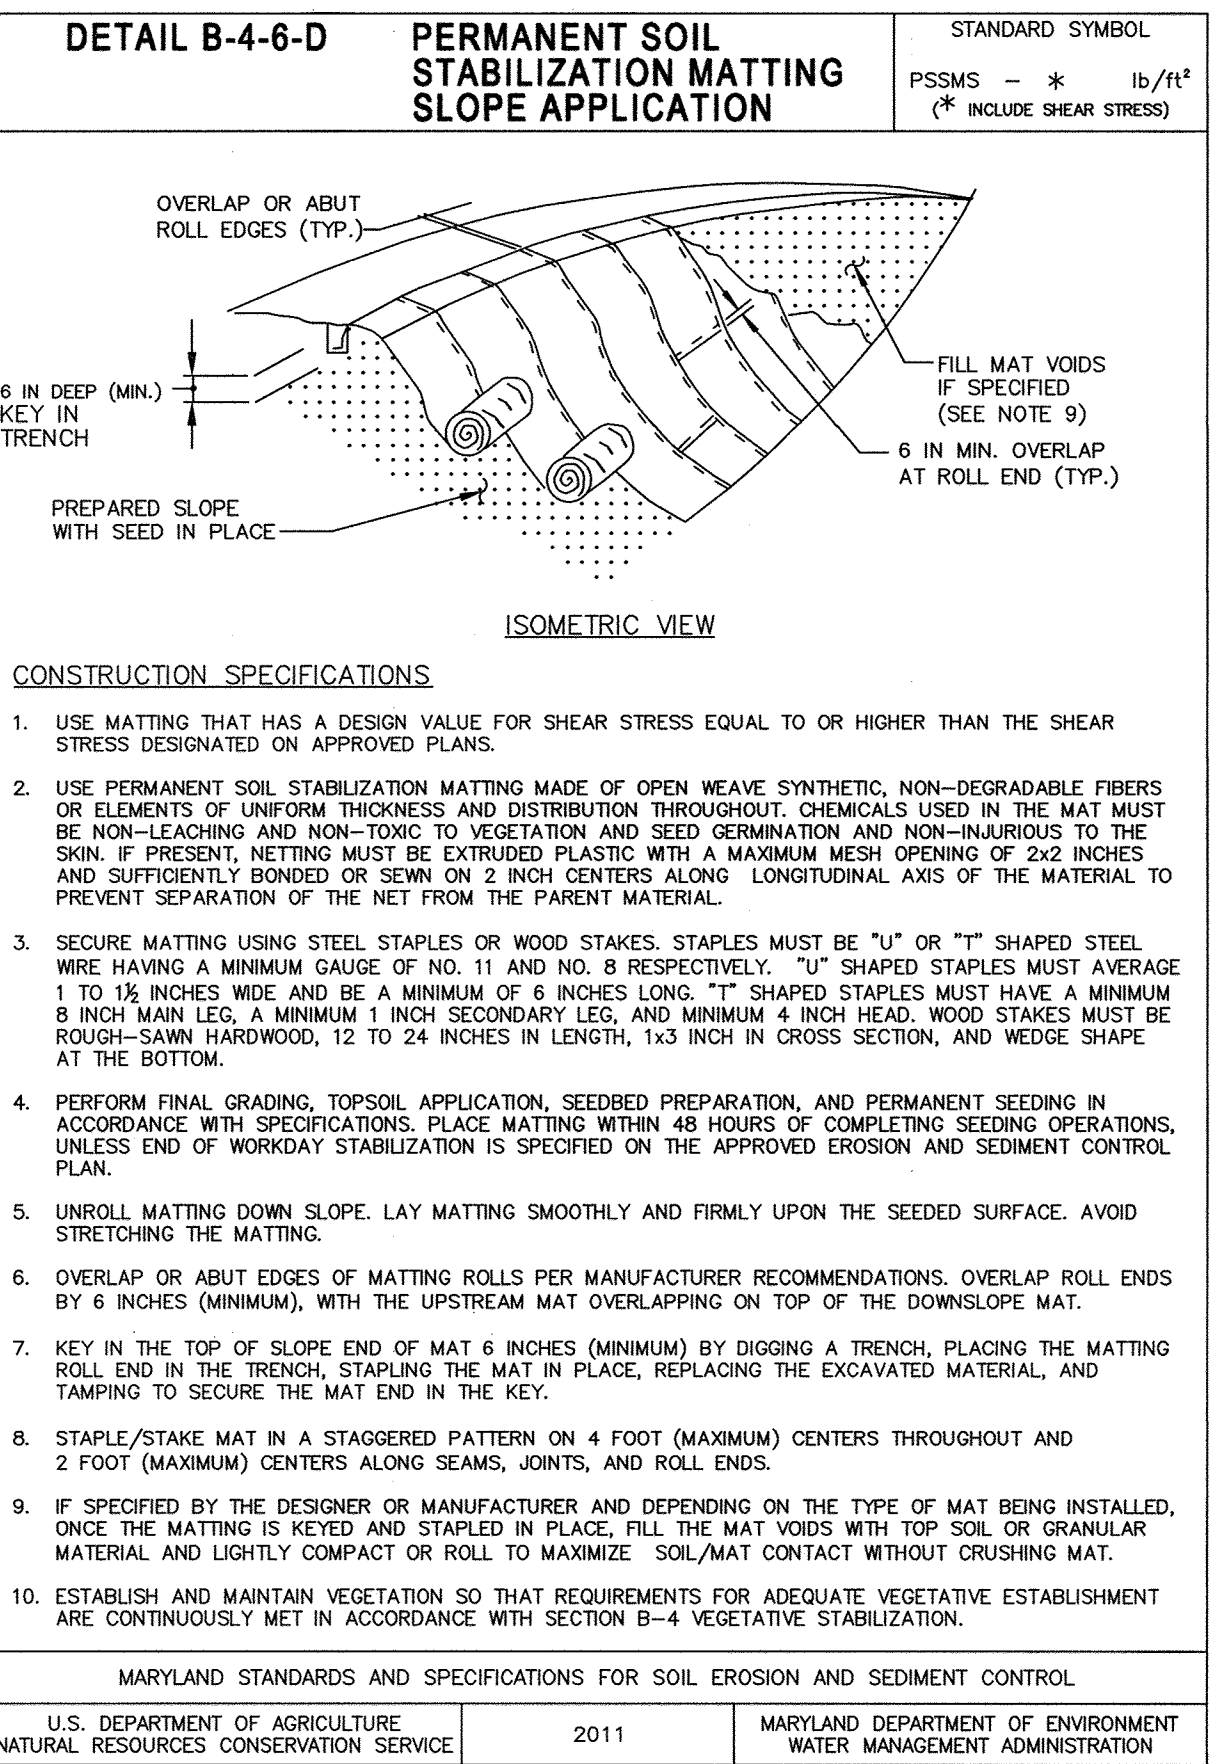 DETAIL B-4-6-D
PERMANENT SOIL
STABILIZATION MATTING
SLOPE APPLICATION
STANDARD SYMBOL
PSSMS – * lb/ft²
(* INCLUDE SHEAR STRESS)
OVERLAP OR ABUT
ROLL EDGES (TYP.)
6 IN DEEP (MIN.)
KEY IN
TRENCH
PREPARED SLOPE
WITH SEED IN PLACE
FILL MAT VOIDS
IF SPECIFIED
(SEE NOTE 9)
6 IN MIN. OVERLAP
AT ROLL END (TYP.)
ISOMETRIC VIEW
CONSTRUCTION SPECIFICATIONS
1. USE MATTING THAT HAS A DESIGN VALUE FOR SHEAR STRESS EQUAL TO OR HIGHER THAN THE SHEAR
STRESS DESIGNATED ON APPROVED PLANS.
2. USE PERMANENT SOIL STABILIZATION MATTING MADE OF OPEN WEAVE SYNTHETIC, NON-DEGRADABLE FIBERS
OR ELEMENTS OF UNIFORM THICKNESS AND DISTRIBUTION THROUGHOUT. CHEMICALS USED IN THE MAT MUST
BE NON-LEACHING AND NON-TOXIC TO VEGETATION AND SEED GERMINATION AND NON-INJURIOUS TO THE
SKIN. IF PRESENT, NETTING MUST BE EXTRUDED PLASTIC WITH A MAXIMUM MESH OPENING OF 2x2 INCHES
AND SUFFICIENTLY BONDED OR SEWN ON 2 INCH CENTERS ALONG LONGITUDINAL AXIS OF THE MATERIAL TO
PREVENT SEPARATION OF THE NET FROM THE PARENT MATERIAL.
3. SECURE MATTING USING STEEL STAPLES OR WOOD STAKES. STAPLES MUST BE "U" OR "T" SHAPED STEEL
WIRE HAVING A MINIMUM GAUGE OF NO. 11 AND NO. 8 RESPECTIVELY. "U" SHAPED STAPLES MUST AVERAGE
1 TO 1½ INCHES WIDE AND BE A MINIMUM OF 6 INCHES LONG. "T" SHAPED STAPLES MUST HAVE A MINIMUM
8 INCH MAIN LEG, A MINIMUM 1 INCH SECONDARY LEG, AND MINIMUM 4 INCH HEAD. WOOD STAKES MUST BE
ROUGH-SAWN HARDWOOD, 12 TO 24 INCHES IN LENGTH, 1x3 INCH IN CROSS SECTION, AND WEDGE SHAPE
AT THE BOTTOM.
4. PERFORM FINAL GRADING, TOPSOIL APPLICATION, SEEDBED PREPARATION, AND PERMANENT SEEDING IN
ACCORDANCE WITH SPECIFICATIONS. PLACE MATTING WITHIN 48 HOURS OF COMPLETING SEEDING OPERATIONS,
UNLESS END OF WORKDAY STABILIZATION IS SPECIFIED ON THE APPROVED EROSION AND SEDIMENT CONTROL
PLAN.
5. UNROLL MATTING DOWN SLOPE. LAY MATTING SMOOTHLY AND FIRMLY UPON THE SEEDED SURFACE. AVOID
STRETCHING THE MATTING.
6. OVERLAP OR ABUT EDGES OF MATTING ROLLS PER MANUFACTURER RECOMMENDATIONS. OVERLAP ROLL ENDS
BY 6 INCHES (MINIMUM), WITH THE UPSTREAM MAT OVERLAPPING ON TOP OF THE DOWNSLOPE MAT.
7. KEY IN THE TOP OF SLOPE END OF MAT 6 INCHES (MINIMUM) BY DIGGING A TRENCH, PLACING THE MATTING
ROLL END IN THE TRENCH, STAPLING THE MAT IN PLACE, REPLACING THE EXCAVATED MATERIAL, AND
TAMPING TO SECURE THE MAT END IN THE KEY.
8. STAPLE/STAKE MAT IN A STAGGERED PATTERN ON 4 FOOT (MAXIMUM) CENTERS THROUGHOUT AND
2 FOOT (MAXIMUM) CENTERS ALONG SEAMS, JOINTS, AND ROLL ENDS.
9. IF SPECIFIED BY THE DESIGNER OR MANUFACTURER AND DEPENDING ON THE TYPE OF MAT BEING INSTALLED,
ONCE THE MATTING IS KEYED AND STAPLED IN PLACE, FILL THE MAT VOIDS WITH TOP SOIL OR GRANULAR
MATERIAL AND LIGHTLY COMPACT OR ROLL TO MAXIMIZE SOIL/MAT CONTACT WITHOUT CRUSHING MAT.
10. ESTABLISH AND MAINTAIN VEGETATION SO THAT REQUIREMENTS FOR ADEQUATE VEGETATIVE ESTABLISHMENT
ARE CONTINUOUSLY MET IN ACCORDANCE WITH SECTION B-4 VEGETATIVE STABILIZATION.
MARYLAND STANDARDS AND SPECIFICATIONS FOR SOIL EROSION AND SEDIMENT CONTROL
U.S. DEPARTMENT OF AGRICULTURE
NATURAL RESOURCES CONSERVATION SERVICE
2011
MARYLAND DEPARTMENT OF ENVIRONMENT
WATER MANAGEMENT ADMINISTRATION